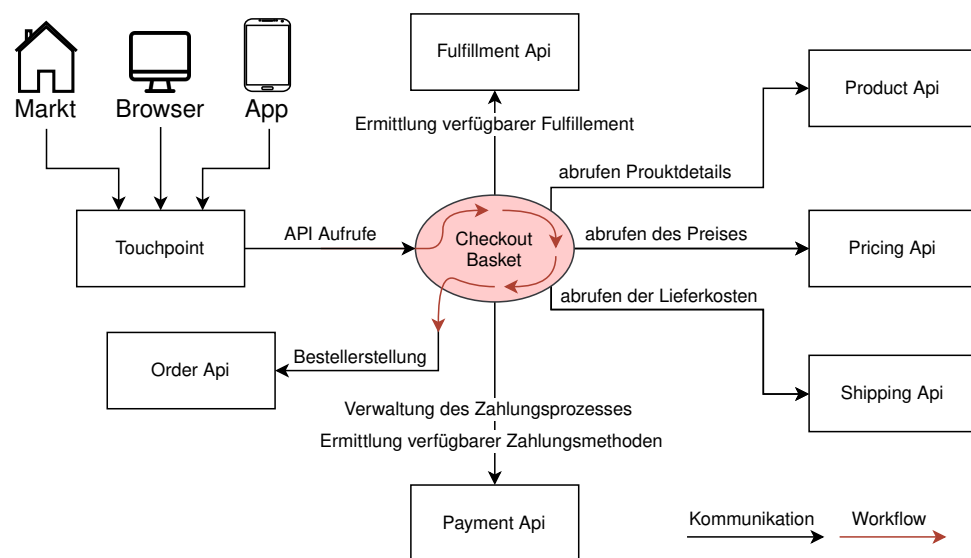 Markt
Browser
App
Fulfillment Api
Product Api
Ermittlung verfügbarer Fulfillement
abrufen Prouktdetails
Touchpoint
API Aufrufe
Checkout
Basket
abrufen des Preises
Pricing Api
abrufen der Lieferkosten
Order Api
Bestellerstellung
Shipping Api
Verwaltung des Zahlungsprozesses
Ermittlung verfügbarer Zahlungsmethoden
Payment Api
Kommunikation
Workflow